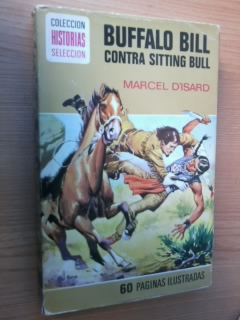 COLECCION
HISTORIAS
SELECCION
BUFFALO BILL
CONTRA SITTING BULL
MARCEL D'ISARD
60 PAGINAS ILUSTRADAS